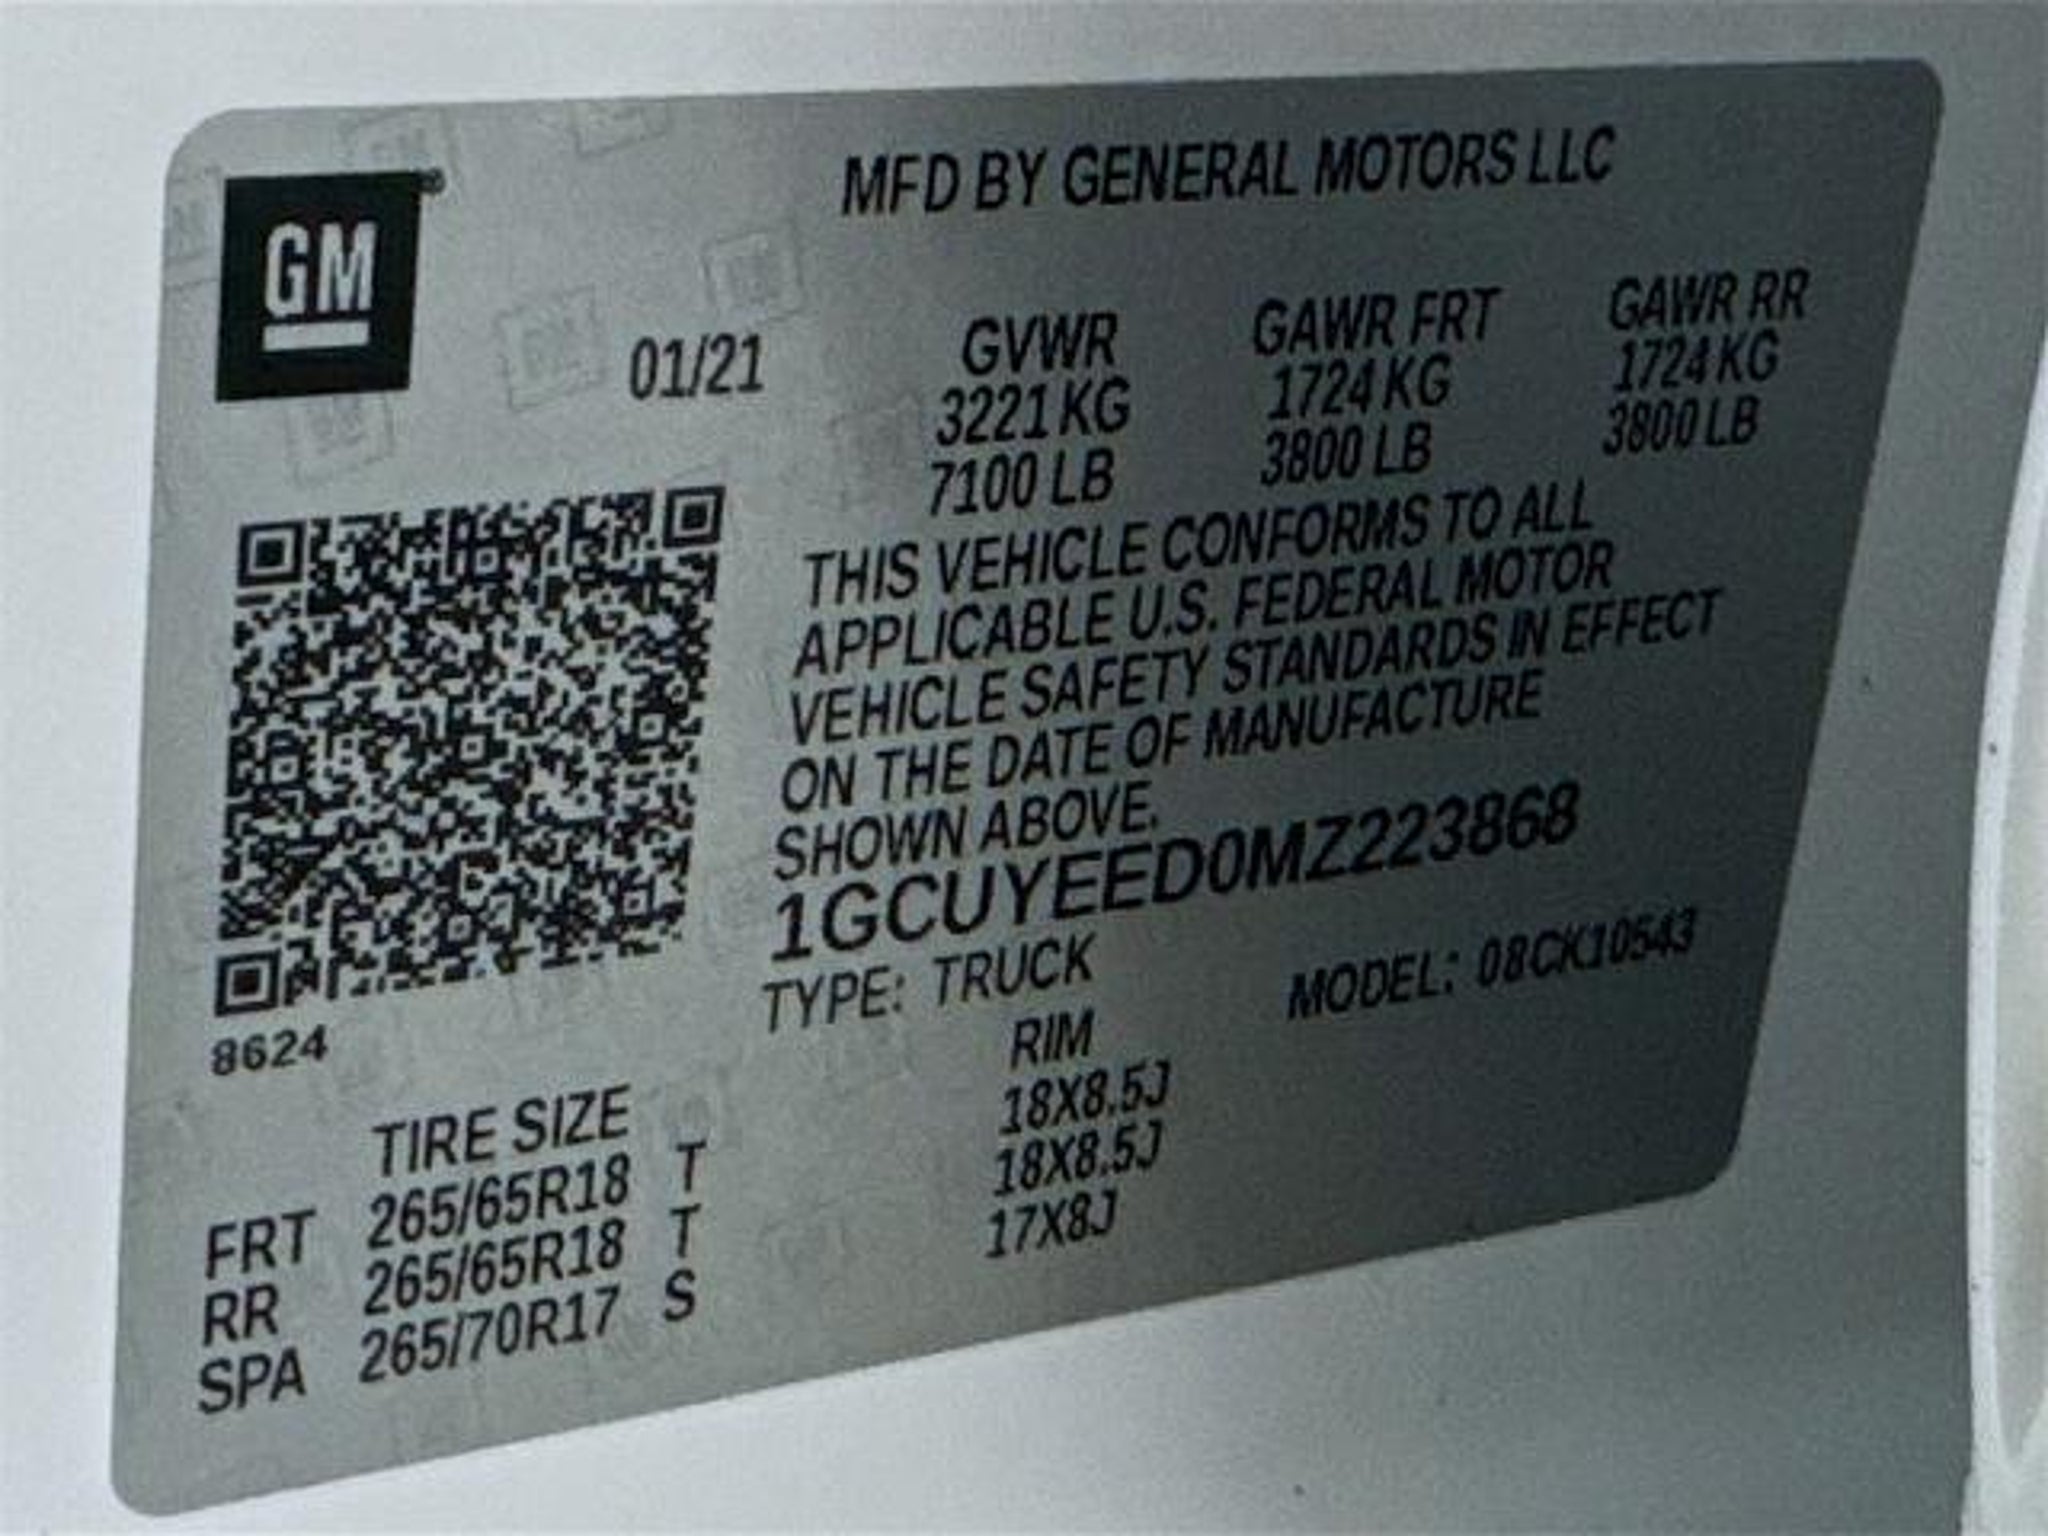 MFD BY GENERAL MOTORS LLC
GM
01/21
GVWR GAWR FRT GAWR RR
3221 KG 1724 KG 1724 KG
7100 LB 3800 LB 3800 LB
THIS VEHICLE CONFORMS TO ALL
APPLICABLE U.S. FEDERAL MOTOR
VEHICLE SAFETY STANDARDS IN EFFECT
ON THE DATE OF MANUFACTURE
SHOWN ABOVE.
1GCUYEED0MZ223868
TYPE: TRUCK MODEL: 08CK10543
8624
TIRE SIZE RIM
FRT 265/65R18 T 18X8.5J
RR 265/65R18 T 18X8.5J
SPA 265/70R17 S 17X8J